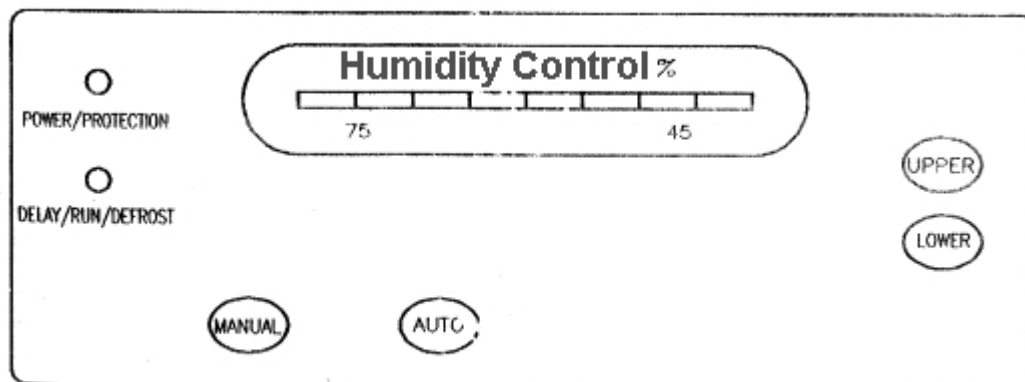 Humidity Control %
75 45
POWER/PROTECTION
DELAY/RUN/DEFROST
UPPER
LOWER
MANUAL AUTO